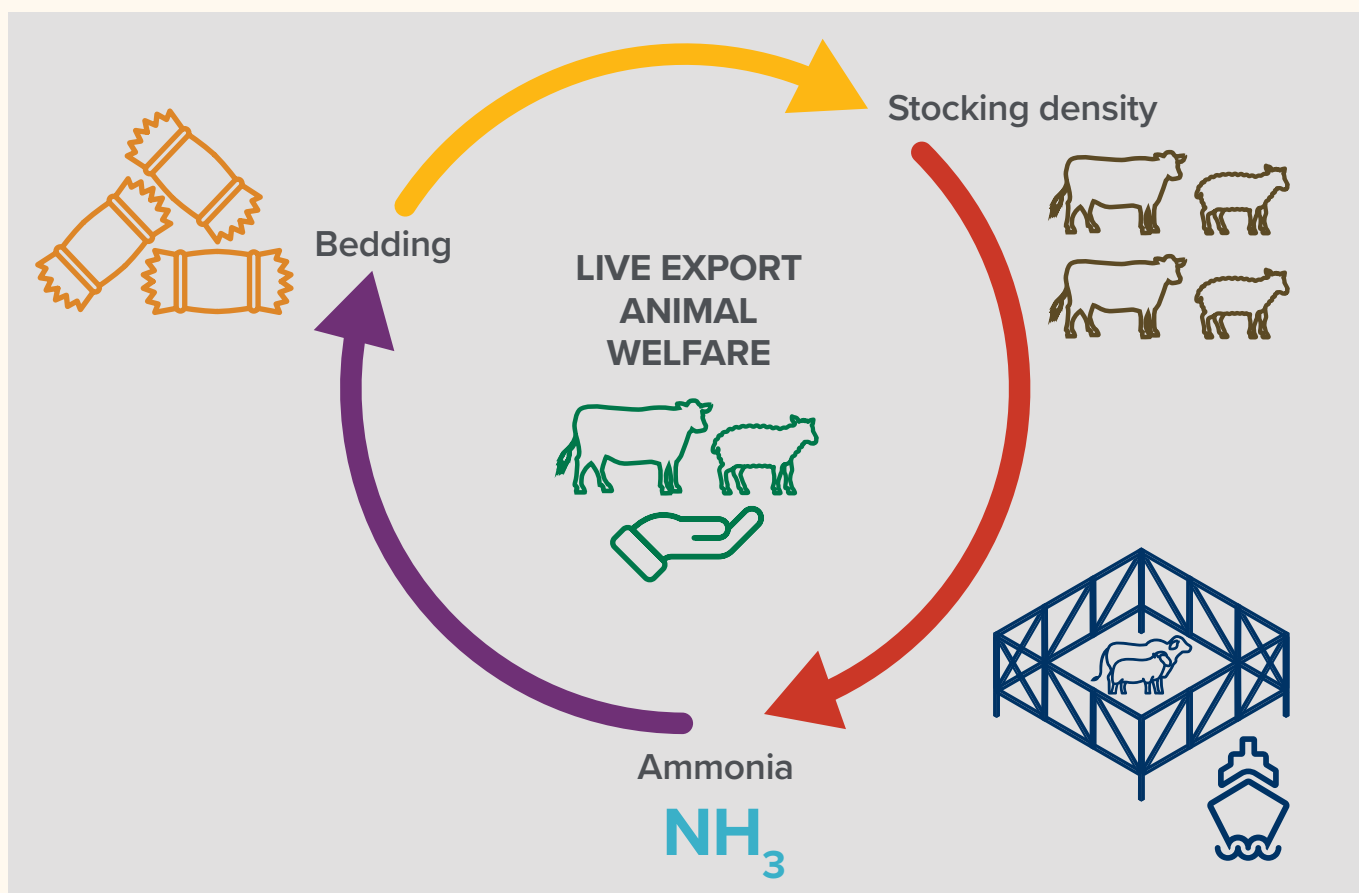 Stocking density
Bedding
LIVE EXPORT
ANIMAL
WELFARE
Ammonia
NH₃